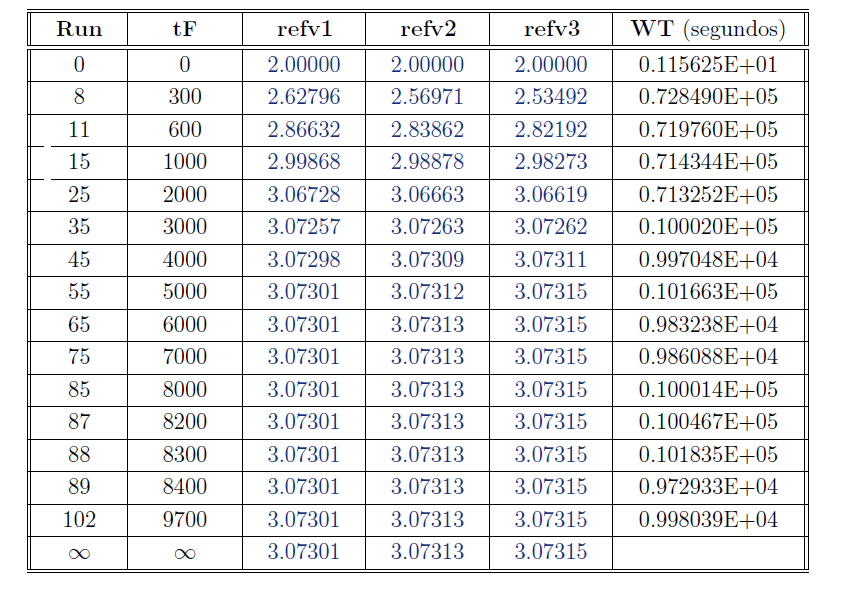 Run tF refv1 refv2 refv3 WT (segundos)
0 0 2.00000 2.00000 2.00000 0.115625E+01
8 300 2.62796 2.56971 2.53492 0.728490E+05
11 600 2.86632 2.83862 2.82192 0.719760E+05
15 1000 2.99868 2.98878 2.98273 0.714344E+05
25 2000 3.06728 3.06663 3.06619 0.713252E+05
35 3000 3.07257 3.07263 3.07262 0.100020E+05
45 4000 3.07298 3.07309 3.07311 0.997048E+04
55 5000 3.07301 3.07312 3.07315 0.101663E+05
65 6000 3.07301 3.07313 3.07315 0.983238E+04
75 7000 3.07301 3.07313 3.07315 0.986088E+04
85 8000 3.07301 3.07313 3.07315 0.100014E+05
87 8200 3.07301 3.07313 3.07315 0.100467E+05
88 8300 3.07301 3.07313 3.07315 0.101835E+05
89 8400 3.07301 3.07313 3.07315 0.972933E+04
102 9700 3.07301 3.07313 3.07315 0.998039E+04
∞ ∞ 3.07301 3.07313 3.07315